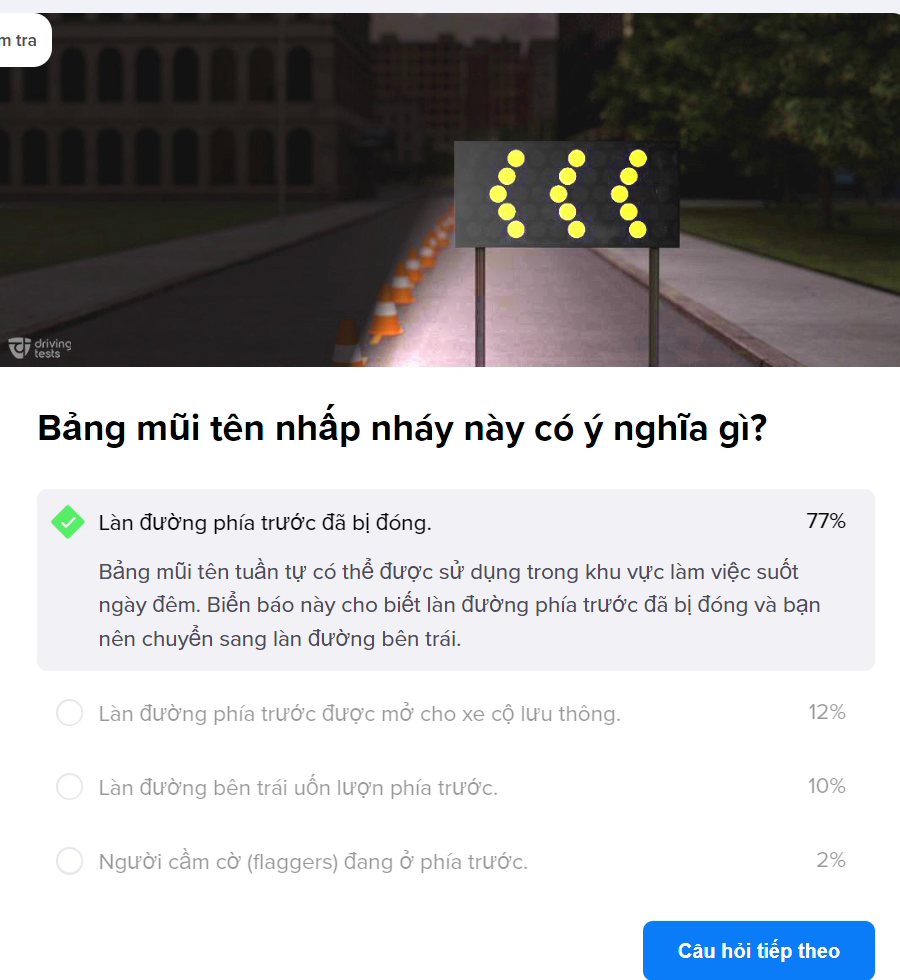 m tra
driving
tests
Bảng mũi tên nhấp nháy này có ý nghĩa gì?
Làn đường phía trước đã bị đóng.
77%
Bảng mũi tên tuần tự có thể được sử dụng trong khu vực làm việc suốt
ngày đêm. Biển báo này cho biết làn đường phía trước đã bị đóng và bạn
nên chuyển sang làn đường bên trái.
Làn đường phía trước được mở cho xe cộ lưu thông.
12%
Làn đường bên trái uốn lượn phía trước.
10%
Người cầm cờ (flaggers) đang ở phía trước.
2%
Câu hỏi tiếp theo